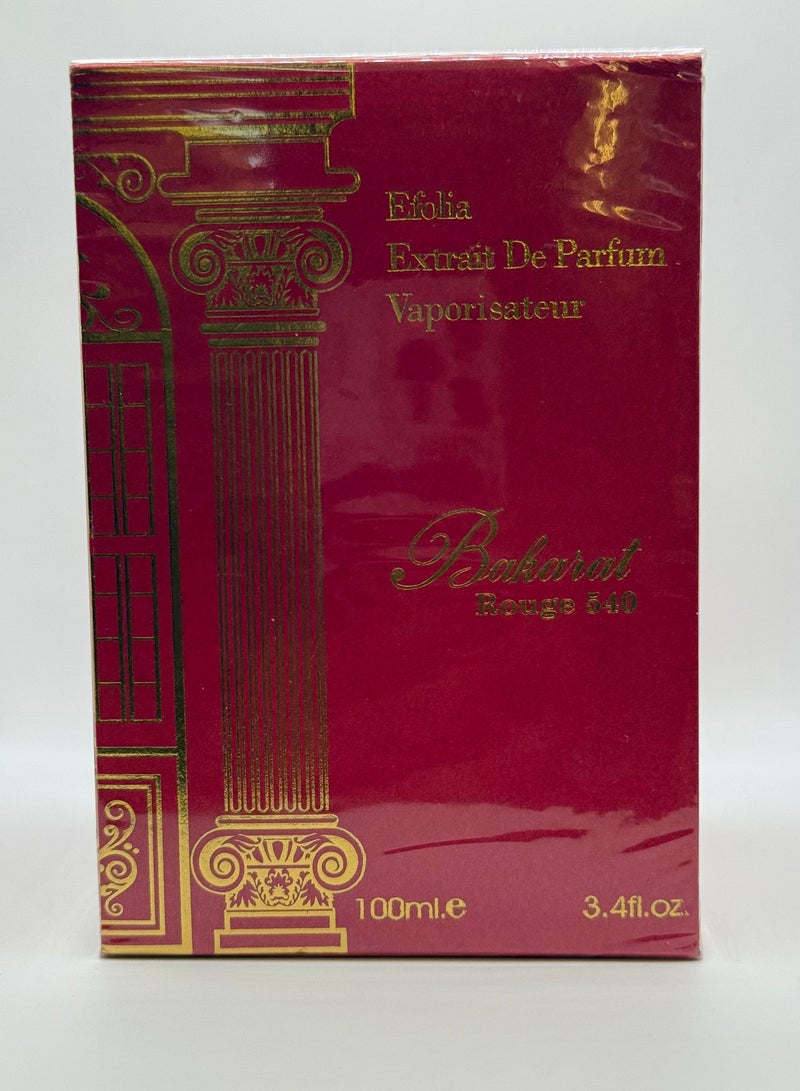 Efolia
Extrait De Parfum
Vaporisateur
Bakarat
Rouge 540
100ml.e 3.4fl.oz.